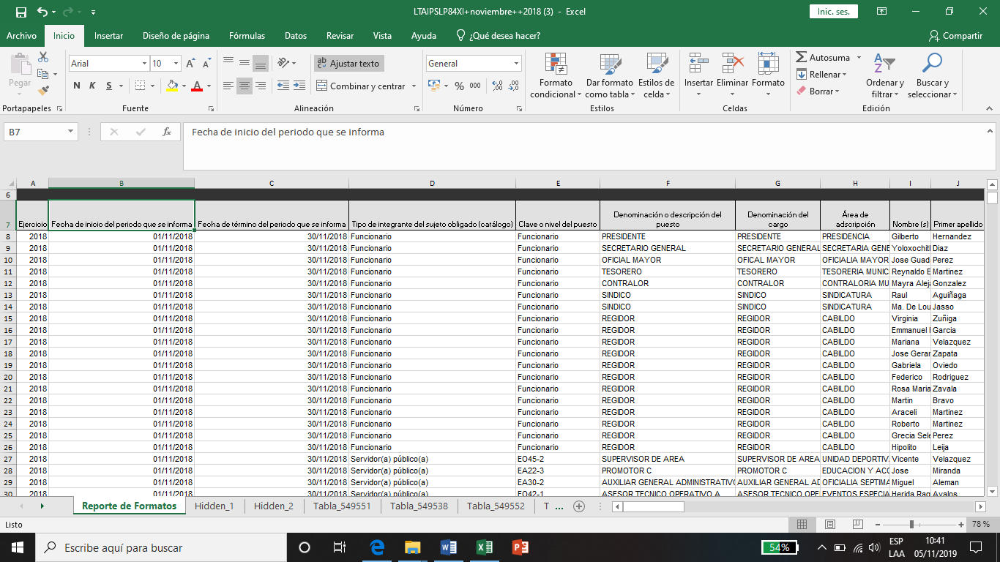 LTAIPSLP84XI+noviembre++2018 (3) - Excel
Inic. ses.
Archivo Inicio Insertar Diseño de página Fórmulas Datos Revisar Vista Ayuda ¿Qué desea hacer? Compartir
Pegar
Arial 10
Ajustar texto
General
Combinar y centrar
N K S
% 000
Formato condicional
Dar formato como tabla
Estilos de celda
Insertar Eliminar Formato
Autosuma
Rellenar
Borrar
Ordenar y filtrar
Buscar y seleccionar
Portapapeles Fuente Alineación Número Estilos Celdas Edición
B7 fx Fecha de inicio del periodo que se informa
A B C D E F G H I J
6
7 Ejercicio Fecha de inicio del periodo que se informa Fecha de término del periodo que se informa Tipo de integrante del sujeto obligado (catálogo) Clave o nivel del puesto Denominación o descripción del puesto Denominación del cargo Área de adscripción Nombre (s) Primer apellido
8 2018 01/11/2018 30/11/2018 Funcionario Funcionario PRESIDENTE PRESIDENTE PRESIDENCIA Gilberto Hernandez
9 2018 01/11/2018 30/11/2018 Funcionario Funcionario SECRETARIO GENERAL SECRETARIO GENERAL SECRETARIA GENE Yoloxochitl Diaz
10 2018 01/11/2018 30/11/2018 Funcionario Funcionario OFICIAL MAYOR OFICAL MAYOR OFICIALIA MAYOR Jose Guad Perez
11 2018 01/11/2018 30/11/2018 Funcionario Funcionario TESORERO TESORERO TESORERIA MUNIC Reynaldo E Martinez
12 2018 01/11/2018 30/11/2018 Funcionario Funcionario CONTRALOR CONTRALOR CONTRALORIA MU Mayra Alej Gonzalez
13 2018 01/11/2018 30/11/2018 Funcionario Funcionario SINDICO SINDICO SINDICATURA Raul Aguiñaga
14 2018 01/11/2018 30/11/2018 Funcionario Funcionario SINDICO SINDICO SINDICATURA Ma. De Lou Jasso
15 2018 01/11/2018 30/11/2018 Funcionario Funcionario REGIDOR REGIDOR CABILDO Virginia Zuñiga
16 2018 01/11/2018 30/11/2018 Funcionario Funcionario REGIDOR REGIDOR CABILDO Emmanuel Garcia
17 2018 01/11/2018 30/11/2018 Funcionario Funcionario REGIDOR REGIDOR CABILDO Mariana Velazquez
18 2018 01/11/2018 30/11/2018 Funcionario Funcionario REGIDOR REGIDOR CABILDO Jose Gerar Zapata
19 2018 01/11/2018 30/11/2018 Funcionario Funcionario REGIDOR REGIDOR CABILDO Gabriela Oviedo
20 2018 01/11/2018 30/11/2018 Funcionario Funcionario REGIDOR REGIDOR CABILDO Federico Rodriguez
21 2018 01/11/2018 30/11/2018 Funcionario Funcionario REGIDOR REGIDOR CABILDO Rosa Maria Zavala
22 2018 01/11/2018 30/11/2018 Funcionario Funcionario REGIDOR REGIDOR CABILDO Martin Bravo
23 2018 01/11/2018 30/11/2018 Funcionario Funcionario REGIDOR REGIDOR CABILDO Araceli Martinez
24 2018 01/11/2018 30/11/2018 Funcionario Funcionario REGIDOR REGIDOR CABILDO Roberto Martinez
25 2018 01/11/2018 30/11/2018 Funcionario Funcionario REGIDOR REGIDOR CABILDO Grecia Sele Perez
26 2018 01/11/2018 30/11/2018 Funcionario Funcionario REGIDOR REGIDOR CABILDO Hipolito Leija
27 2018 01/11/2018 30/11/2018 Servidor(a) público(a) EO45-2 SUPERVISOR DE AREA SUPERVISOR DE AREA UNIDAD DEPORTIV Vicente Velazquez
28 2018 01/11/2018 30/11/2018 Servidor(a) público(a) EA22-3 PROMOTOR C PROMOTOR C EDUCACION Y ACC Jose Miranda
29 2018 01/11/2018 30/11/2018 Servidor(a) público(a) EA30-2 AUXILIAR GENERAL ADMINISTRATIVO AUXILIAR GENERAL AD OFICIALIA SEPTIMA Miguel Aleman
30 2018 01/11/2018 30/11/2018 Servidor(a) público(a) EO42-1 ASESOR TECNICO OPERATIVO A ASESOR TECNICO OPE EVENTOS ESPECIA Herida Raq Avalos
Reporte de Formatos Hidden_1 Hidden_2 Tabla_549551 Tabla_549538 Tabla_549552 T ...
Listo 78 %
Escribe aquí para buscar
54%
ESP 10:41
LAA 05/11/2019